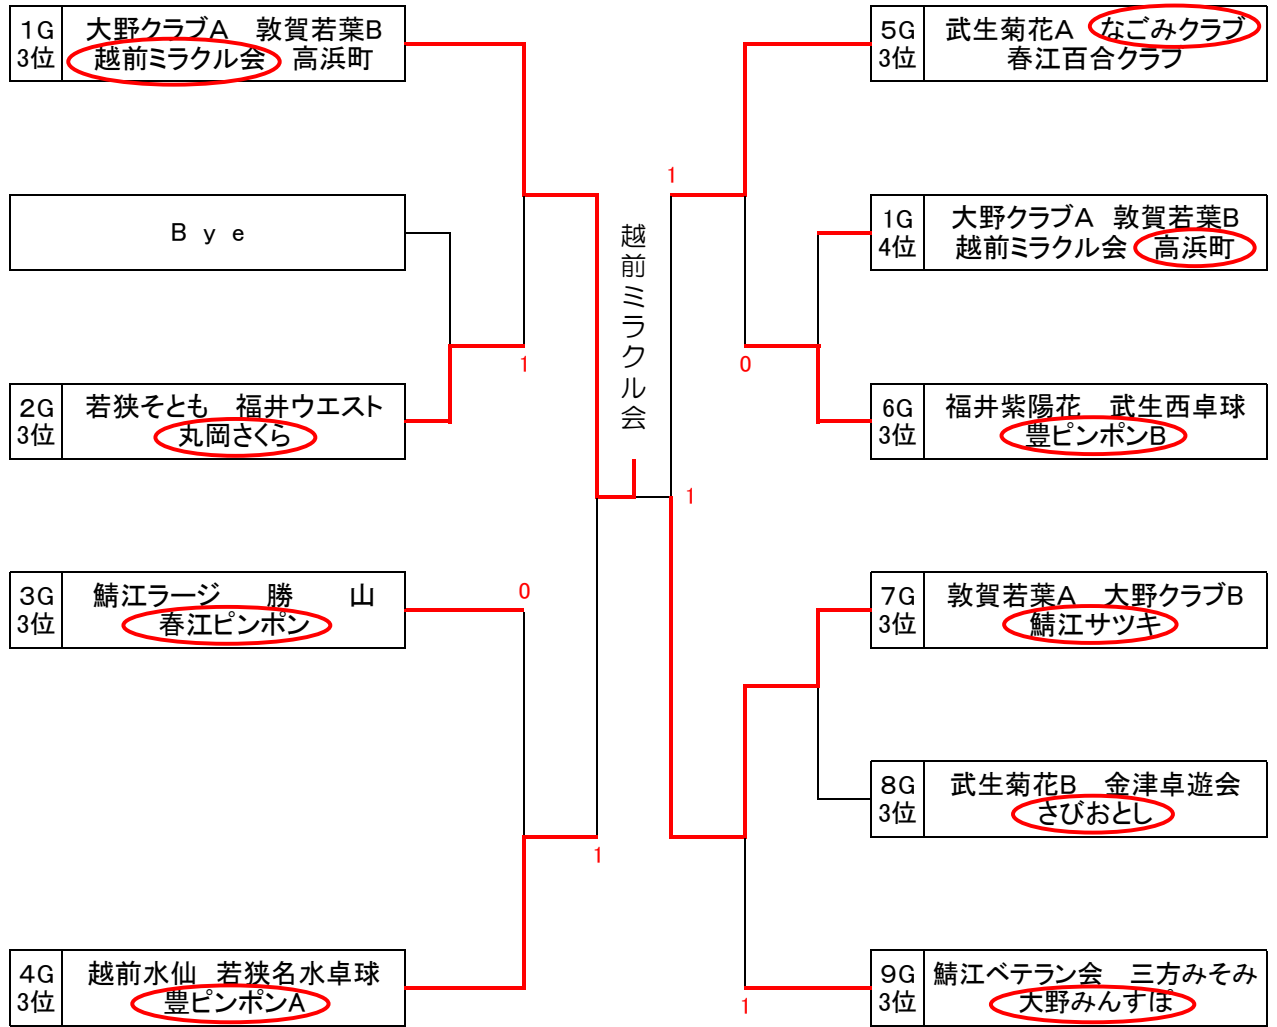 1G 大野クラブA 敦賀若葉B
3位 越前ミラクル会 高浜町
Bye
2G 若狭そとも 福井ウエスト
3位 丸岡さくら
1
3G 鯖江ラージ 勝 山
3位 春江ピンポン
0
4G 越前水仙 若狭名水卓球
3位 豊ピンポンA
1
越前ミラクル会
1
5G 武生菊花A なごみクラブ
3位 春江百合クラブ
1
1G 大野クラブA 敦賀若葉B
4位 越前ミラクル会 高浜町
0
6G 福井紫陽花 武生西卓球
3位 豊ピンポンB
7G 敦賀若葉A 大野クラブB
3位 鯖江サツキ
8G 武生菊花B 金津卓遊会
3位 さびおとし
9G 鯖江ベテラン会 三方みそみ
3位 大野みんすぽ
1